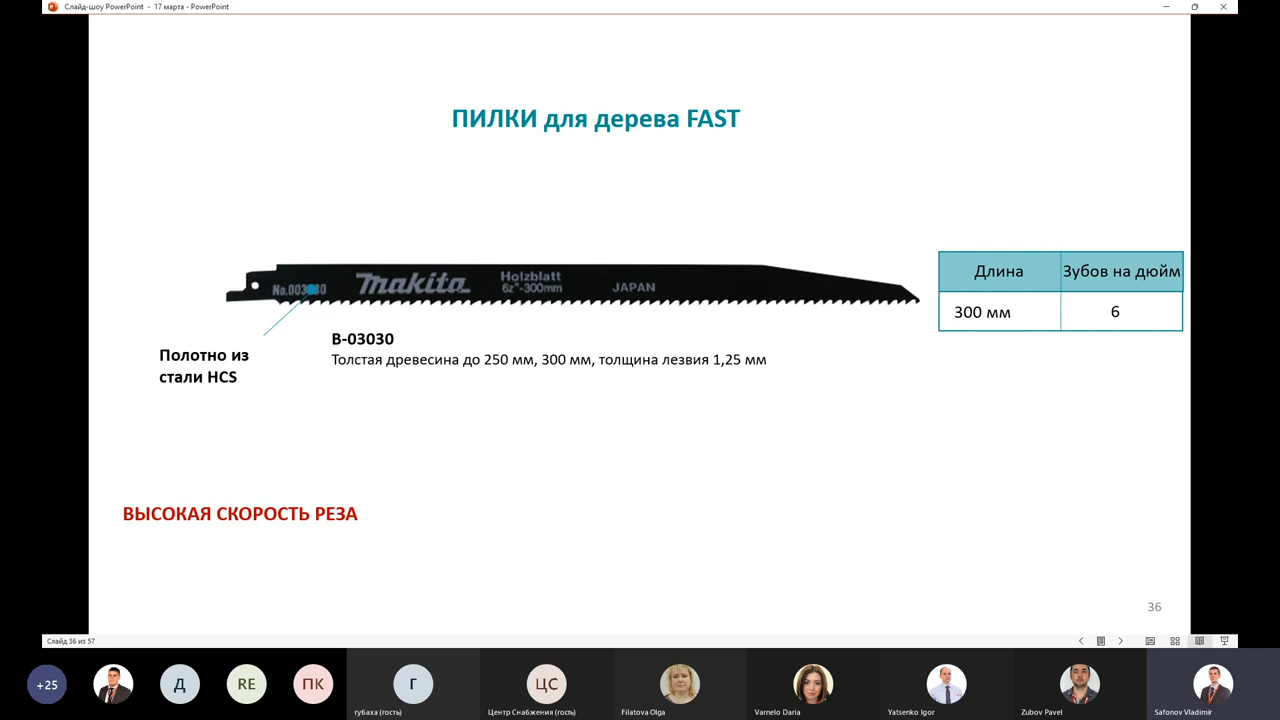 Слайд-шоу PowerPoint - 17 марта - PowerPoint
ПИЛКИ для дерева FAST
Makita
Holzblatt
6z"-300mm
JAPAN
Полотно из
стали HCS
B-03030
Толстая древесина до 250 мм, 300 мм, толщина лезвия 1,25 мм
Длина Зубов на дюйм
300 мм 6
ВЫСОКАЯ СКОРОСТЬ РЕЗА
36
Слайд 36 из 57
+25 Д RE ПК Г ЦС
губаха (гость) Центр Снабжения (гость) Filatova Olga Varnelo Daria Yatsenko Igor Zubov Pavel Safonov Vladimir